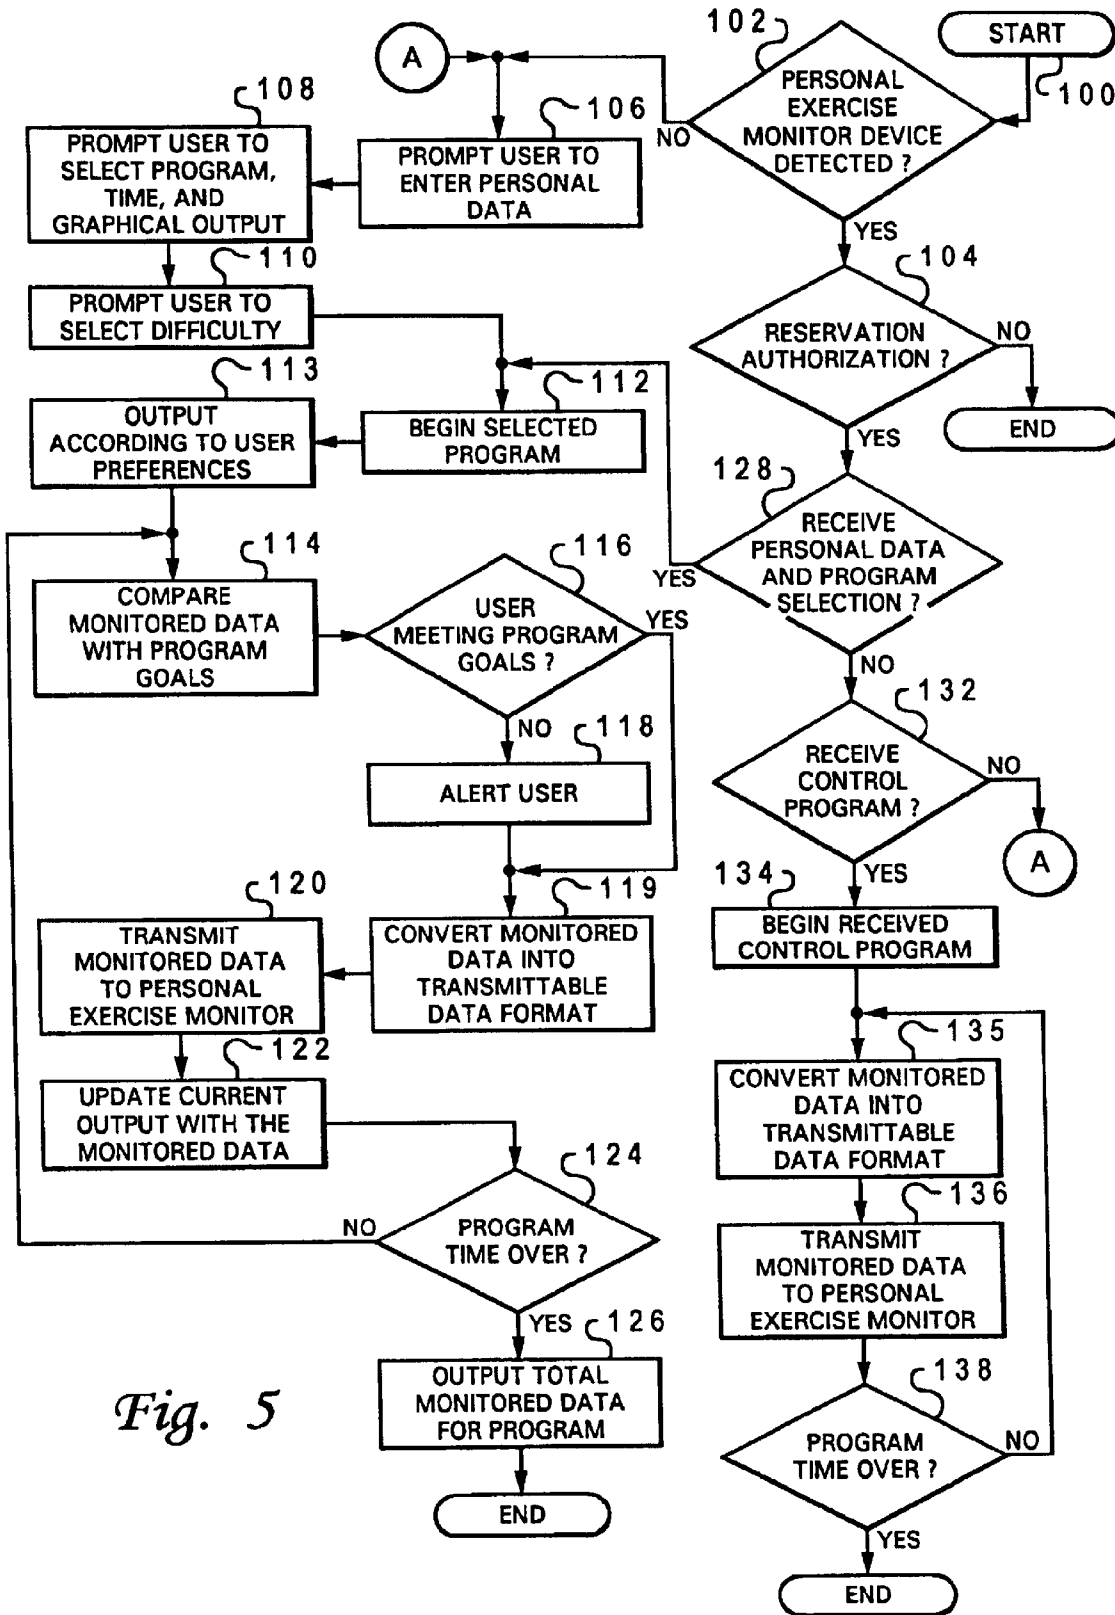 START
100
102
PERSONAL
EXERCISE
MONITOR DEVICE
DETECTED ?
NO
YES
A
106
PROMPT USER TO
ENTER PERSONAL
DATA
108
PROMPT USER TO
SELECT PROGRAM,
TIME, AND
GRAPHICAL OUTPUT
110
PROMPT USER TO
SELECT DIFFICULTY
104
RESERVATION
AUTHORIZATION ?
NO
END
YES
112
BEGIN SELECTED
PROGRAM
113
OUTPUT
ACCORDING TO USER
PREFERENCES
128
RECEIVE
PERSONAL DATA
AND PROGRAM
SELECTION ?
YES
NO
114
COMPARE
MONITORED DATA
WITH PROGRAM
GOALS
116
USER
MEETING PROGRAM
GOALS ?
YES
NO
118
ALERT USER
132
RECEIVE
CONTROL
PROGRAM ?
NO
A
YES
119
CONVERT MONITORED
DATA INTO
TRANSMITTABLE
DATA FORMAT
120
TRANSMIT
MONITORED DATA
TO PERSONAL
EXERCISE MONITOR
122
UPDATE CURRENT
OUTPUT WITH THE
MONITORED DATA
124
PROGRAM
TIME OVER ?
NO
YES
126
OUTPUT TOTAL
MONITORED DATA
FOR PROGRAM
END
134
BEGIN RECEIVED
CONTROL PROGRAM
135
CONVERT MONITORED
DATA INTO
TRANSMITTABLE
DATA FORMAT
136
TRANSMIT
MONITORED DATA
TO PERSONAL
EXERCISE MONITOR
138
PROGRAM
TIME OVER ?
NO
YES
END
Fig. 5